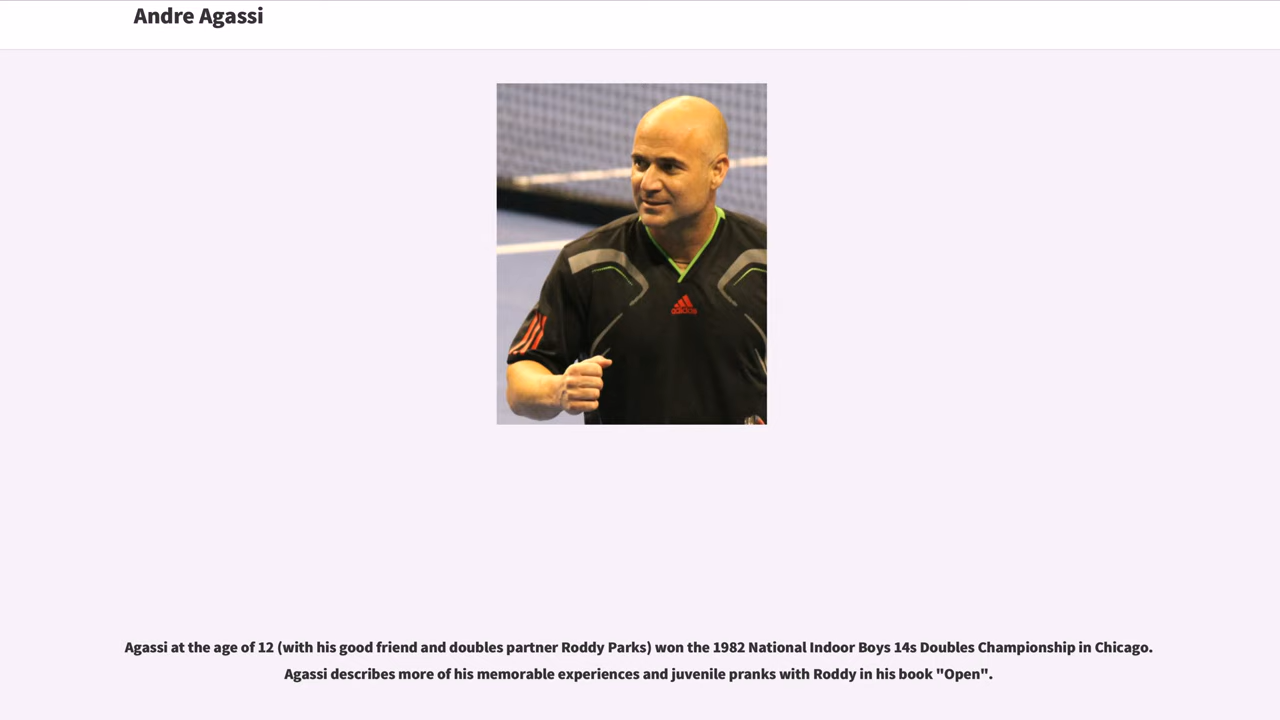 Andre Agassi
adidas
Agassi at the age of 12 (with his good friend and doubles partner Roddy Parks) won the 1982 National Indoor Boys 14s Doubles Championship in Chicago.
Agassi describes more of his memorable experiences and juvenile pranks with Roddy in his book "Open".